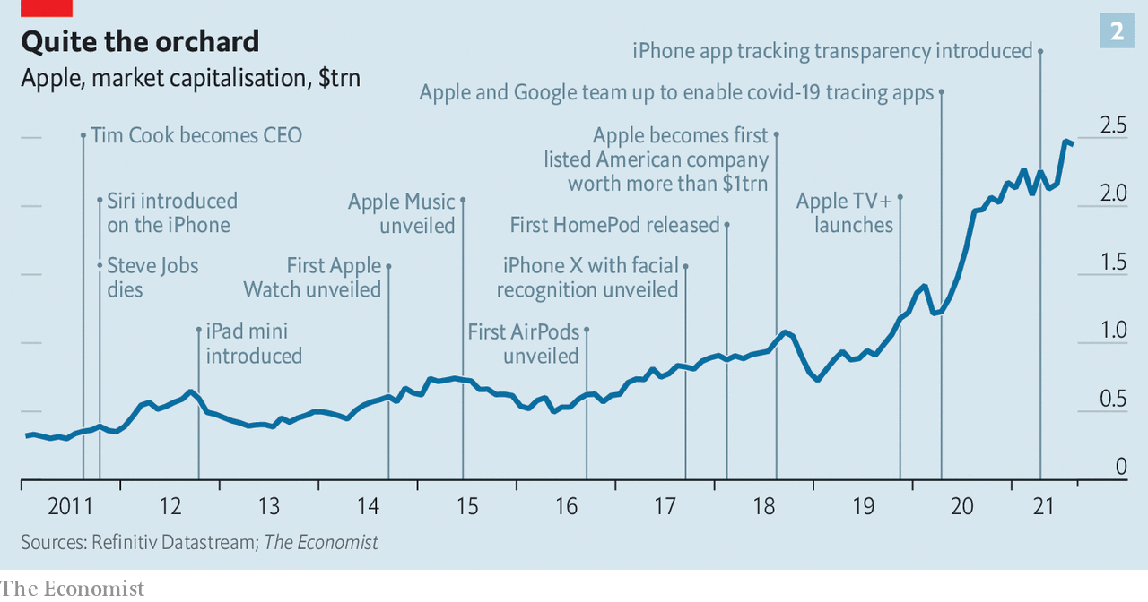 2
Quite the orchard
Apple, market capitalisation, $trn
iPhone app tracking transparency introduced
Apple and Google team up to enable covid-19 tracing apps
Tim Cook becomes CEO
Apple becomes first
listed American company
worth more than $1trn
Siri introduced
on the iPhone
Apple Music
unveiled
First HomePod released
Apple TV+
launches
Steve Jobs
dies
First Apple
Watch unveiled
iPhone X with facial
recognition unveiled
iPad mini
introduced
First AirPods
unveiled
2.5
2.0
1.5
1.0
0.5
0
2011 12 13 14 15 16 17 18 19 20 21
Sources: Refinitiv Datastream; The Economist
The Economist